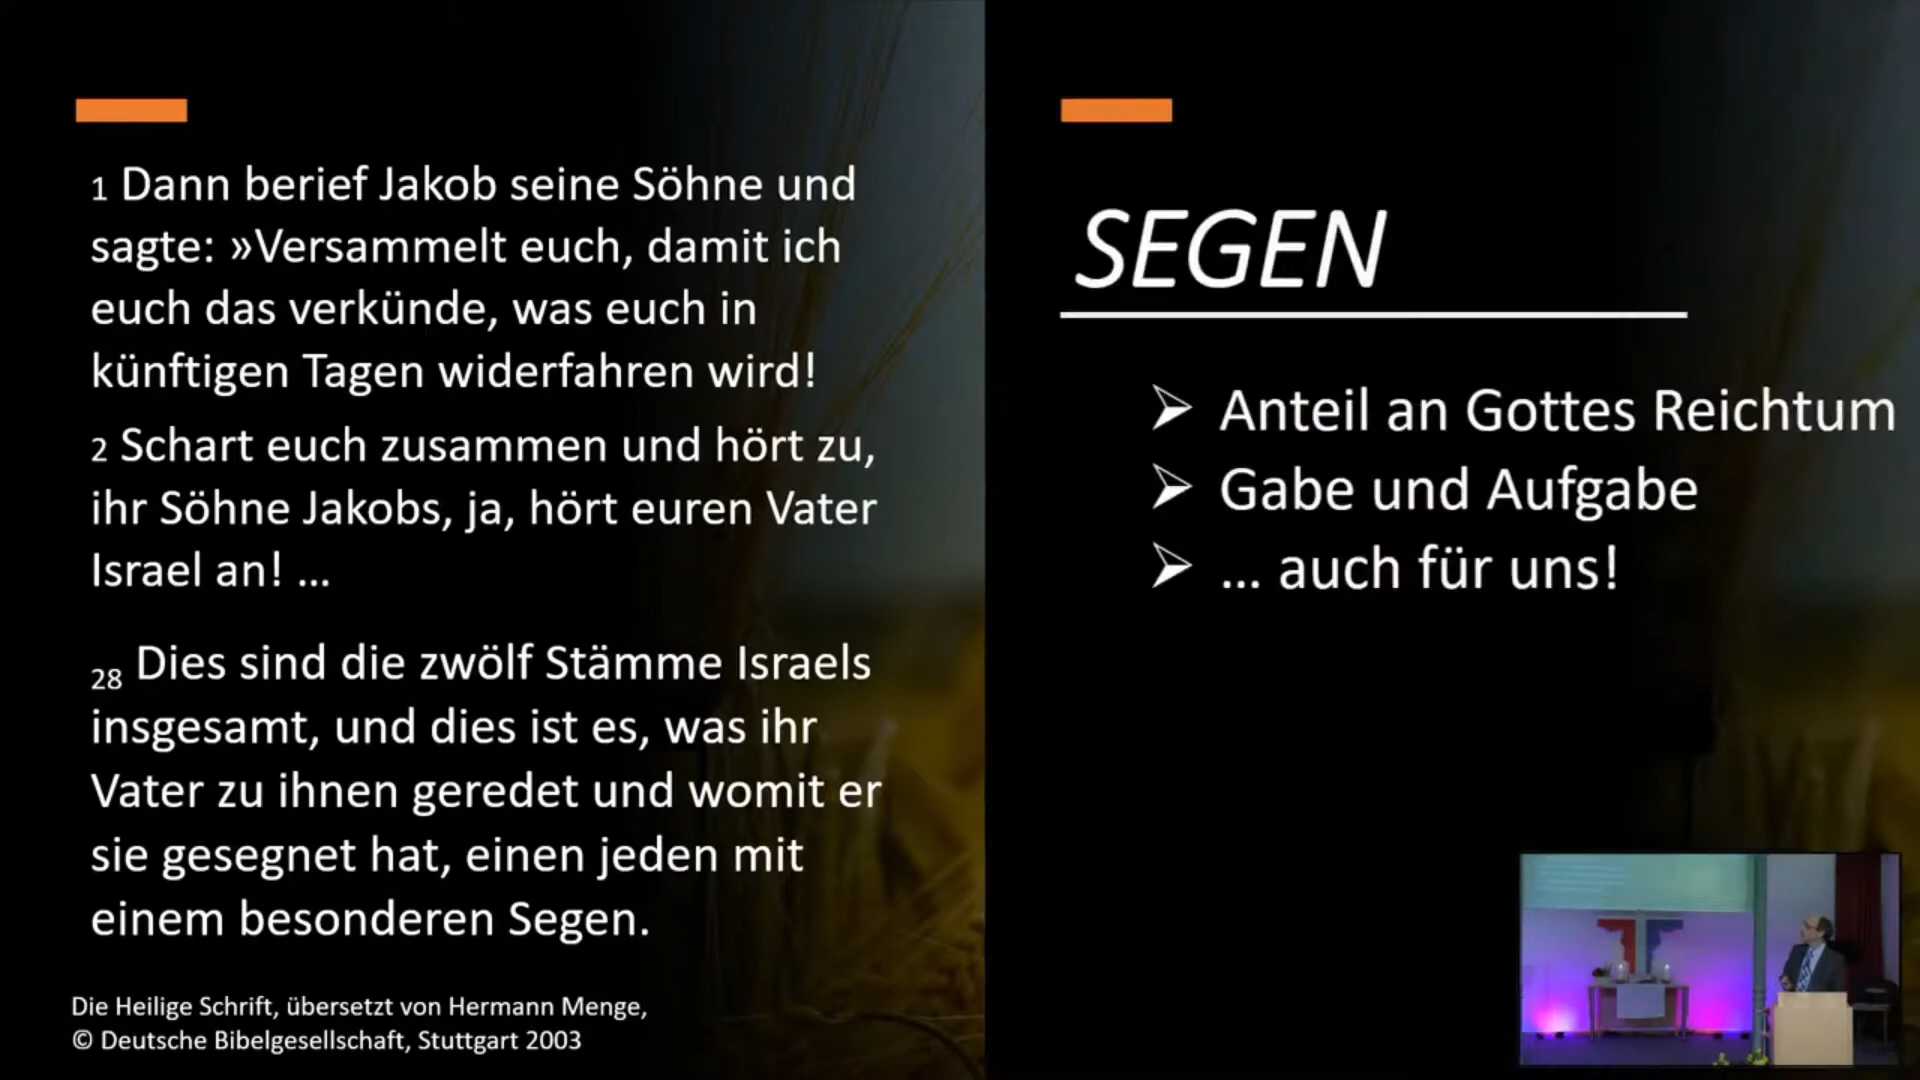 1 Dann berief Jakob seine Söhne und
sagte: »Versammelt euch, damit ich
euch das verkünde, was euch in
künftigen Tagen widerfahren wird!
2 Schart euch zusammen und hört zu,
ihr Söhne Jakobs, ja, hört euren Vater
Israel an! ...
28 Dies sind die zwölf Stämme Israels
insgesamt, und dies ist es, was ihr
Vater zu ihnen geredet und womit er
sie gesegnet hat, einen jeden mit
einem besonderen Segen.
Die Heilige Schrift, übersetzt von Hermann Menge,
© Deutsche Bibelgesellschaft, Stuttgart 2003
SEGEN
➢ Anteil an Gottes Reichtum
➢ Gabe und Aufgabe
➢ ... auch für uns!